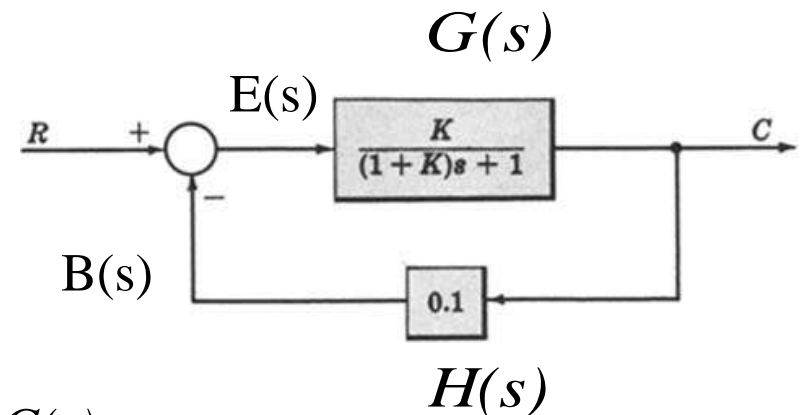 G(s)
E(s)
R
+
K
(1 + K)s + 1
C
−
B(s)
0.1
H(s)